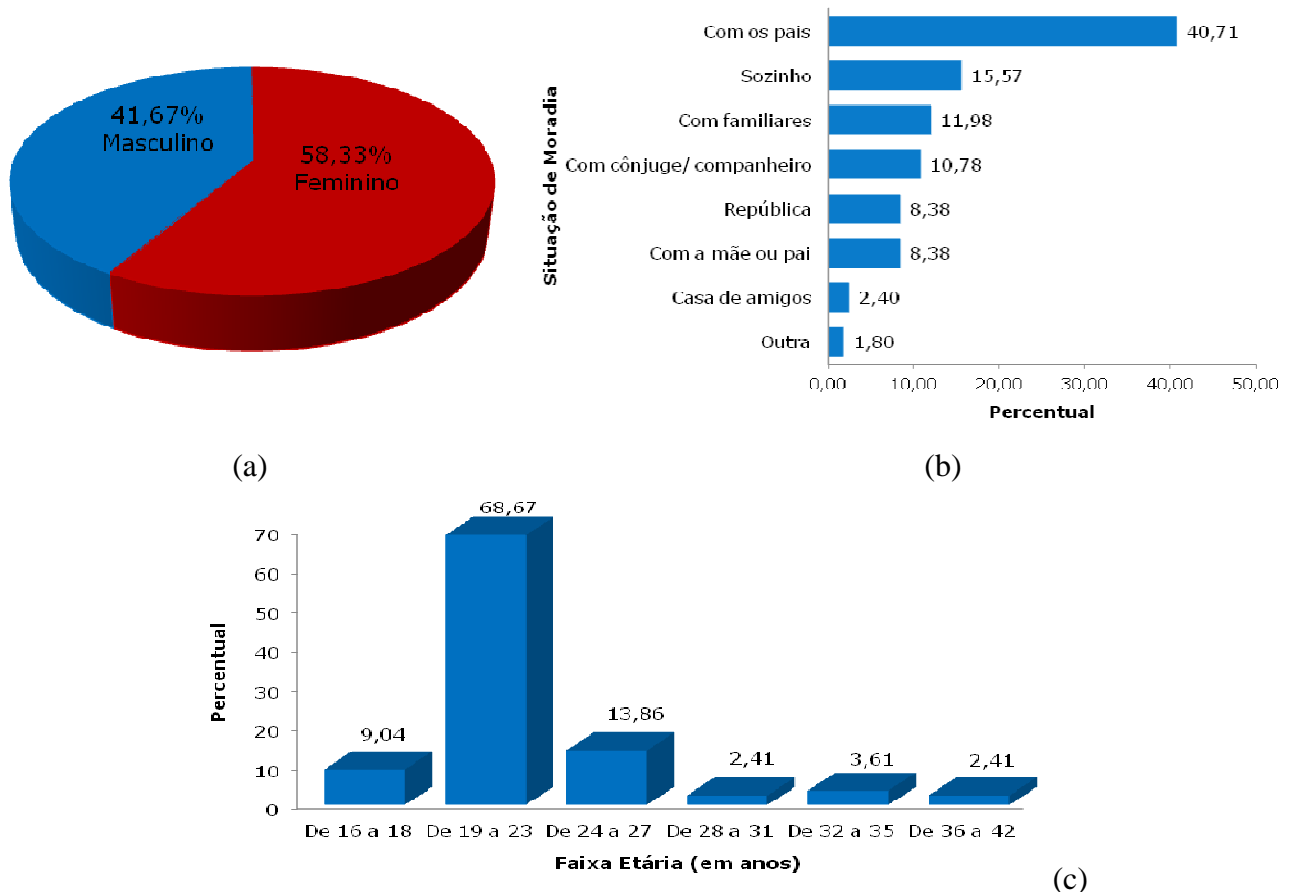 41,67%
Masculino
58,33%
Feminino
(a)
Situação de Moradia
Com os pais 40,71
Sozinho 15,57
Com familiares 11,98
Com cônjuge/ companheiro 10,78
República 8,38
Com a mãe ou pai 8,38
Casa de amigos 2,40
Outra 1,80
0,00 10,00 20,00 30,00 40,00 50,00
Percentual
(b)
Percentual
70
60
50
40
30
20
10
0
9,04
68,67
13,86
2,41
3,61
2,41
De 16 a 18 De 19 a 23 De 24 a 27 De 28 a 31 De 32 a 35 De 36 a 42
Faixa Etária (em anos)
(c)